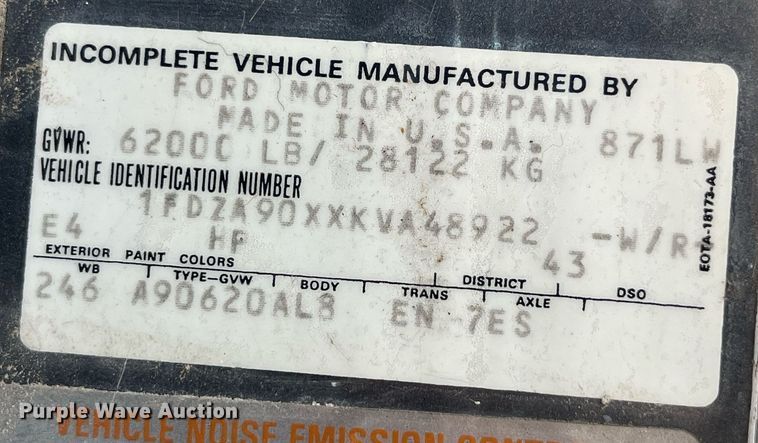 INCOMPLETE VEHICLE MANUFACTURED BY
FORD MOTOR COMPANY
MADE IN U.S.A.
871LW
GVWR: 62000 LB/ 28122 KG
VEHICLE IDENTIFICATION NUMBER
1FDZA90XXKVA48922 -W/R-
E4 HP 43
EXTERIOR PAINT COLORS DISTRICT DSO
WB TYPE–GVW BODY TRANS AXLE
246 A90620AL8 EN 7ES
EOTA-18173-AA
Purple Wave Auction
VEHICLE NOISE EMISSION